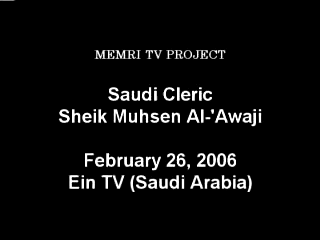 MEMRI TV PROJECT
Saudi Cleric
Sheik Muhsen Al-'Awaji
February 26, 2006
Ein TV (Saudi Arabia)